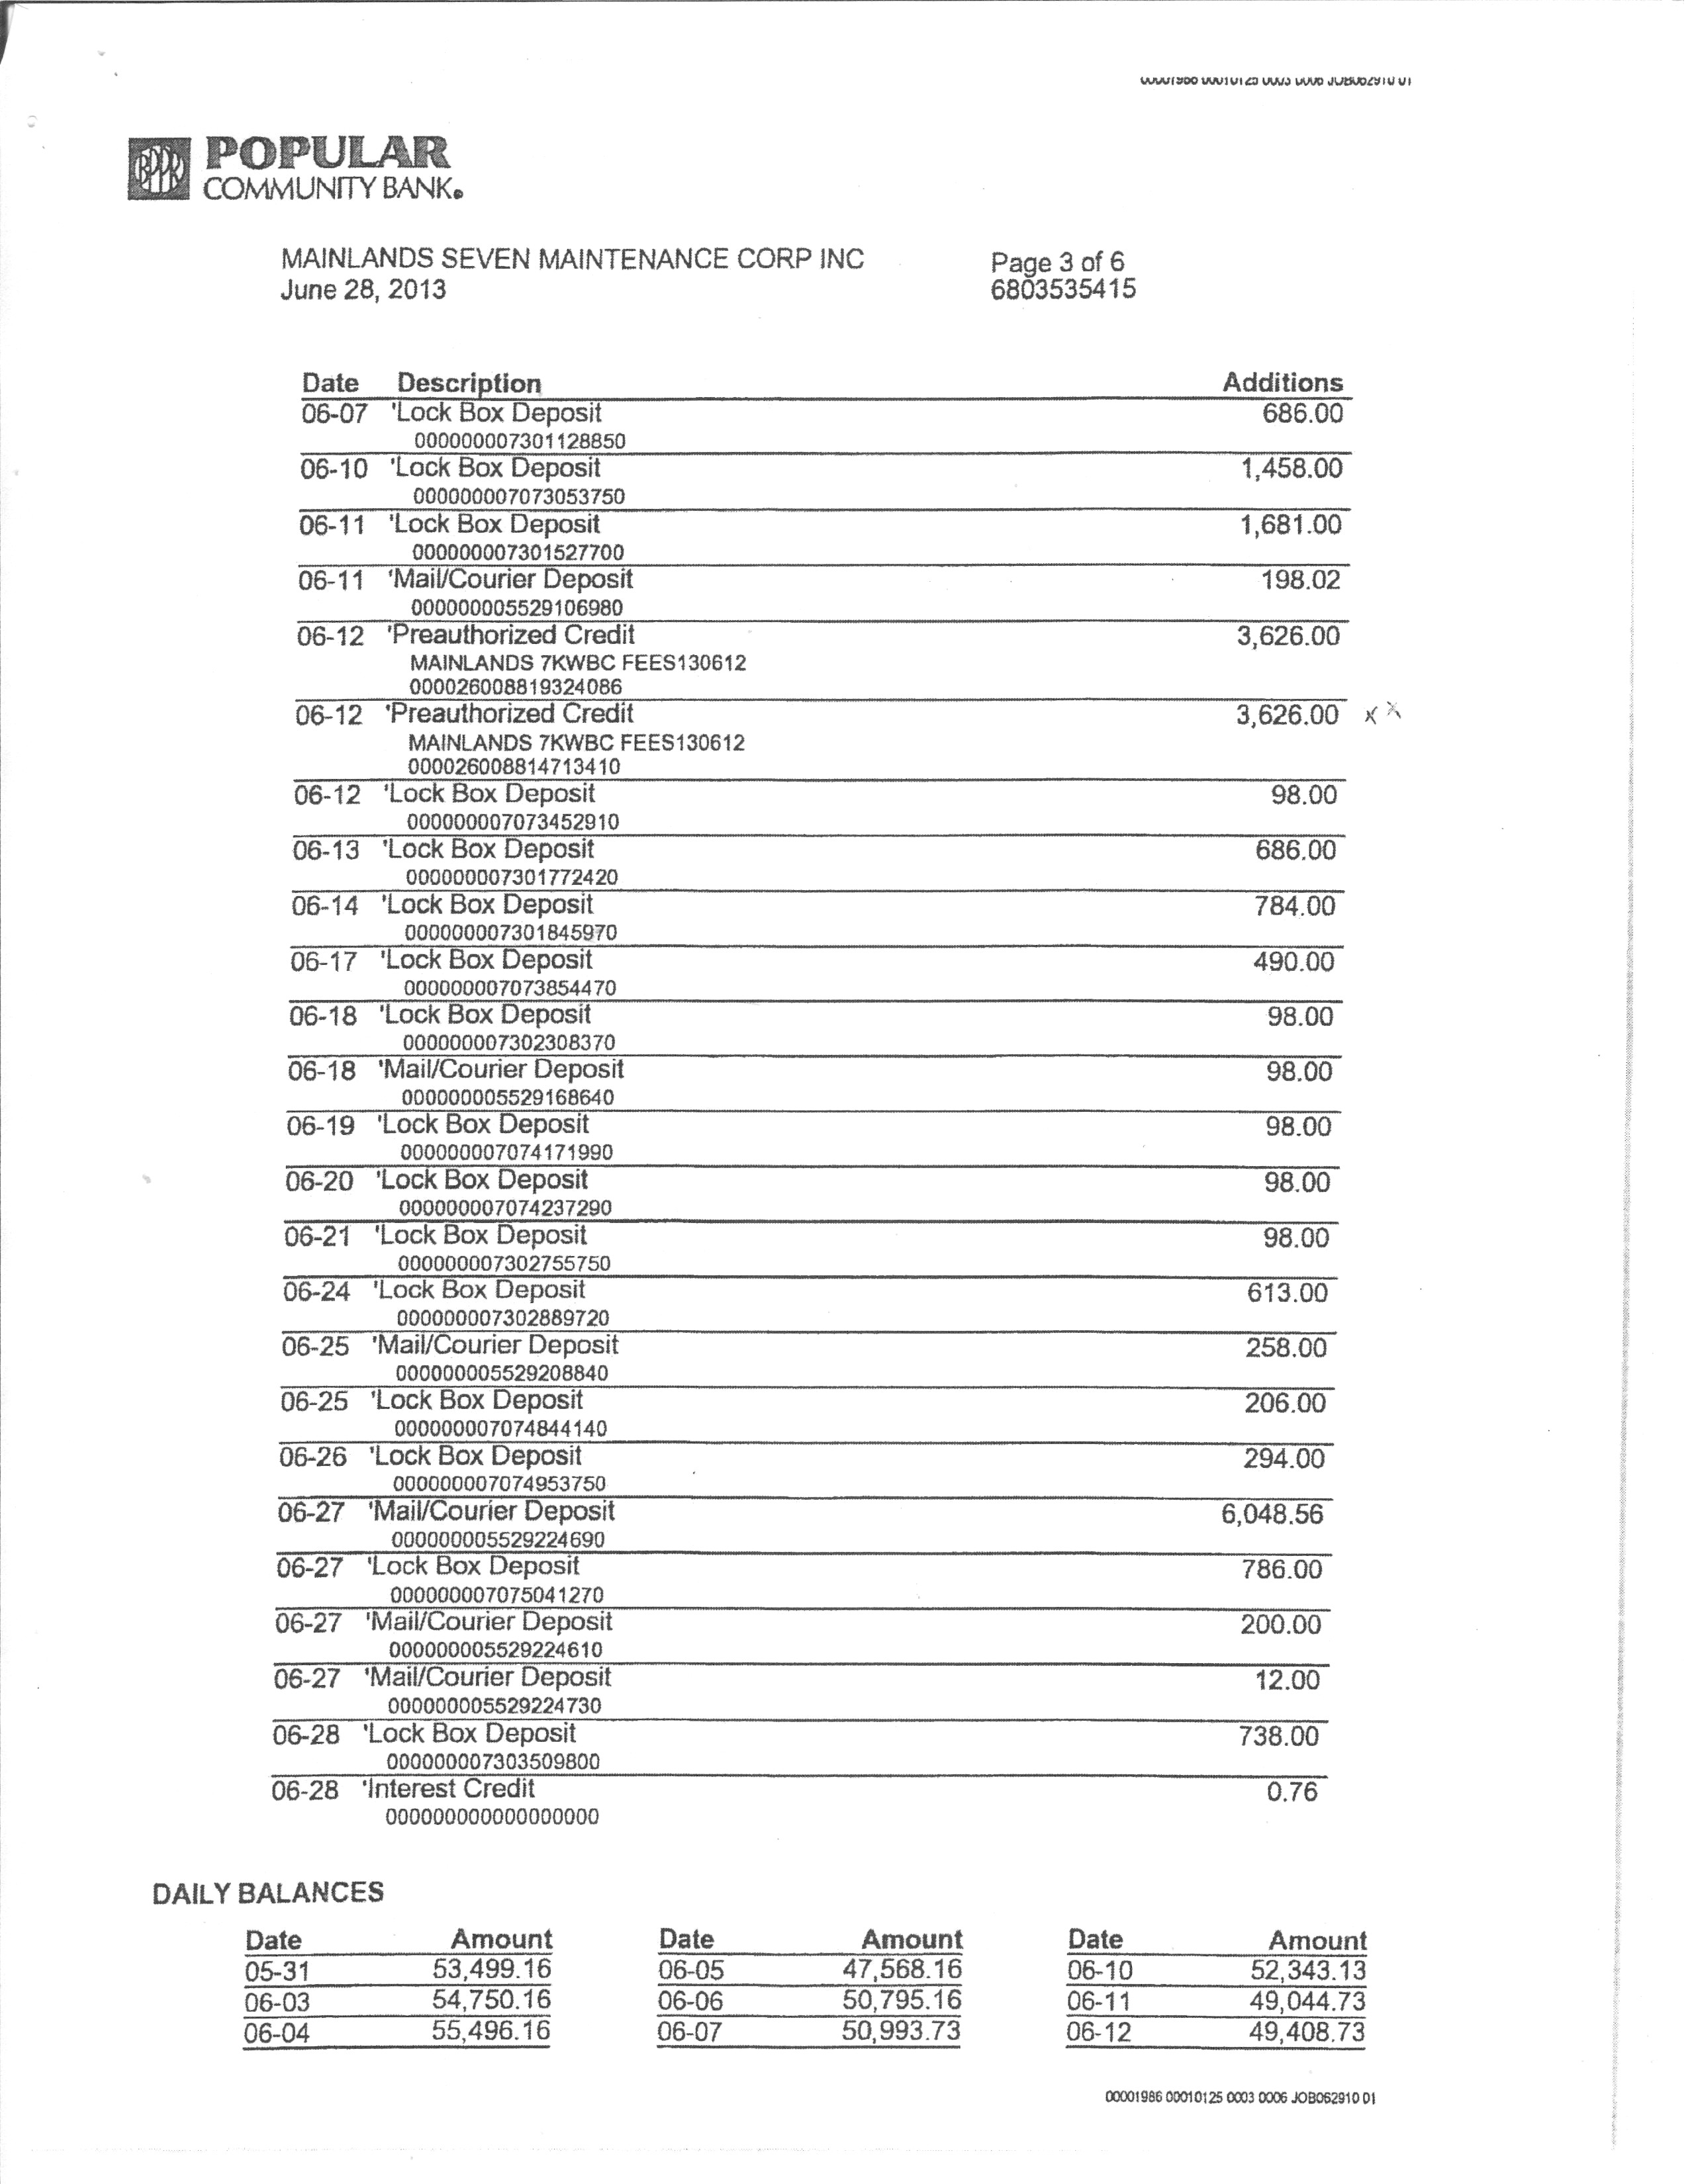 POPULAR
COMMUNITY BANK.
MAINLANDS SEVEN MAINTENANCE CORP INC Page 3 of 6
June 28, 2013 6803535415
Date Description Additions
06-07 'Lock Box Deposit 686.00
000000007301128850
06-10 'Lock Box Deposit 1,458.00
000000007073053750
06-11 'Lock Box Deposit 1,681.00
000000007301527700
06-11 'Mail/Courier Deposit 198.02
000000005529106980
06-12 'Preauthorized Credit 3,626.00
MAINLANDS 7KWBC FEES130612
000026008819324086
06-12 'Preauthorized Credit 3,626.00 x x
MAINLANDS 7KWBC FEES130612
000026008814713410
06-12 'Lock Box Deposit 98.00
000000007073452910
06-13 'Lock Box Deposit 686.00
000000007301772420
06-14 'Lock Box Deposit 784.00
000000007301845970
06-17 'Lock Box Deposit 490.00
000000007073854470
06-18 'Lock Box Deposit 98.00
000000007302308370
06-18 'Mail/Courier Deposit 98.00
000000005529168640
06-19 'Lock Box Deposit 98.00
000000007074171990
06-20 'Lock Box Deposit 98.00
000000007074237290
06-21 'Lock Box Deposit 98.00
000000007302755750
06-24 'Lock Box Deposit 613.00
000000007302889720
06-25 'Mail/Courier Deposit 258.00
000000005529208840
06-25 'Lock Box Deposit 206.00
000000007074844140
06-26 'Lock Box Deposit 294.00
000000007074953750
06-27 'Mail/Courier Deposit 6,048.56
000000005529224690
06-27 'Lock Box Deposit 786.00
000000007075041270
06-27 'Mail/Courier Deposit 200.00
000000005529224610
06-27 'Mail/Courier Deposit 12.00
000000005529224730
06-28 'Lock Box Deposit 738.00
000000007303509800
06-28 'Interest Credit 0.76
000000000000000000
DAILY BALANCES
Date Amount Date Amount Date Amount
05-31 53,499.16 06-05 47,568.16 06-10 52,343.13
06-03 54,750.16 06-06 50,795.16 06-11 49,044.73
06-04 55,496.16 06-07 50,993.73 06-12 49,408.73
00001986 00010125 0003 0006 JOB062910 01